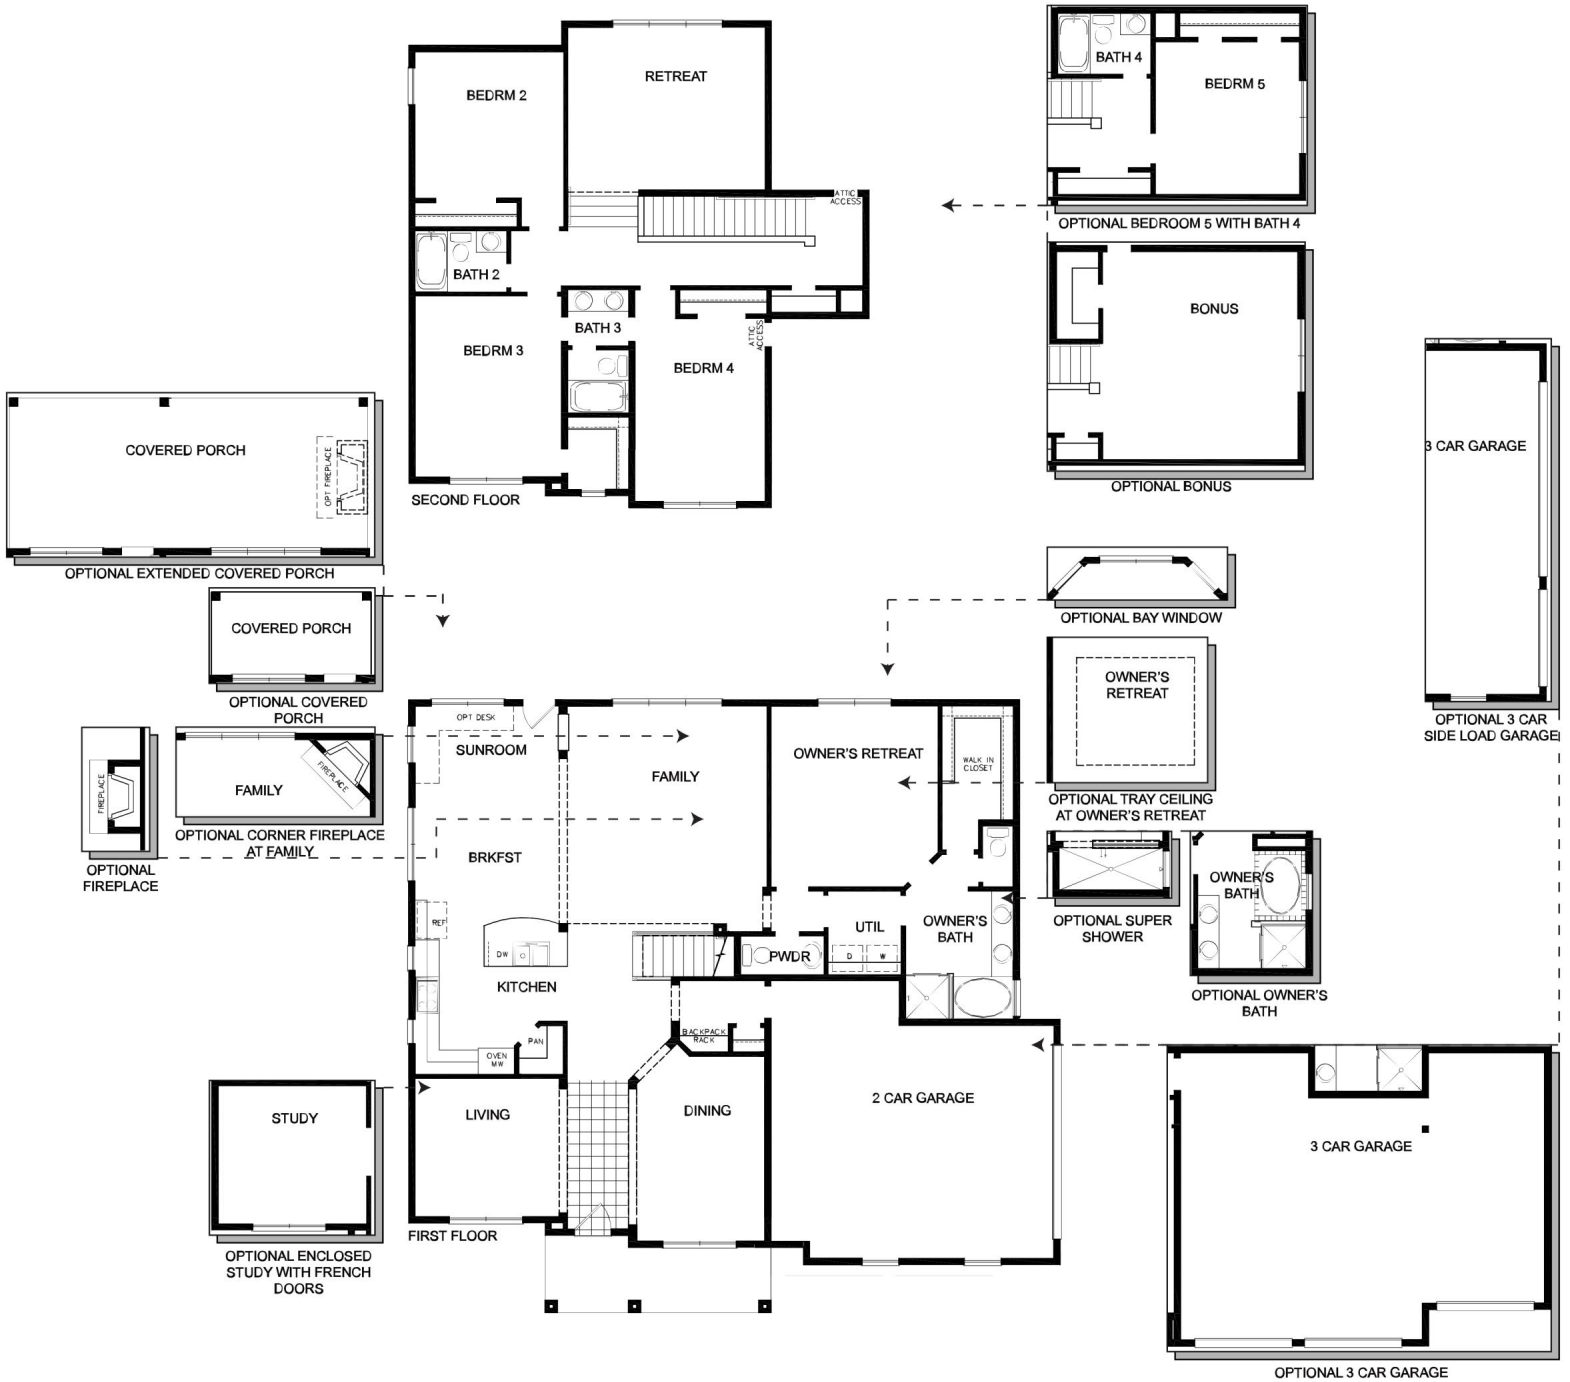 RETREAT
BEDRM 2
ATTIC
ACCESS
BATH 2
BATH 3
BEDRM 3
ATTIC
ACCESS
BEDRM 4
SECOND FLOOR
BATH 4
BEDRM 5
OPTIONAL BEDROOM 5 WITH BATH 4
BONUS
OPTIONAL BONUS
3 CAR GARAGE
OPTIONAL 3 CAR
SIDE LOAD GARAGE
COVERED PORCH
OPT FIREPLACE
OPTIONAL EXTENDED COVERED PORCH
COVERED PORCH
OPTIONAL COVERED
PORCH
FIREPLACE
OPTIONAL
FIREPLACE
FAMILY
FIREPLACE
OPTIONAL CORNER FIREPLACE
AT FAMILY
OPTIONAL BAY WINDOW
OWNER'S
RETREAT
OPTIONAL TRAY CEILING
AT OWNER'S RETREAT
OPTIONAL SUPER
SHOWER
OWNER'S
BATH
OPTIONAL OWNER'S
BATH
OPT DESK
SUNROOM
FAMILY
OWNER'S RETREAT
WALK IN
CLOSET
BRKFST
REF
DW
KITCHEN
PWDR
UTIL
D
W
OWNER'S
BATH
BACKPACK
RACK
PAN
OVEN
MW
LIVING
DINING
2 CAR GARAGE
FIRST FLOOR
STUDY
OPTIONAL ENCLOSED
STUDY WITH FRENCH
DOORS
3 CAR GARAGE
OPTIONAL 3 CAR GARAGE